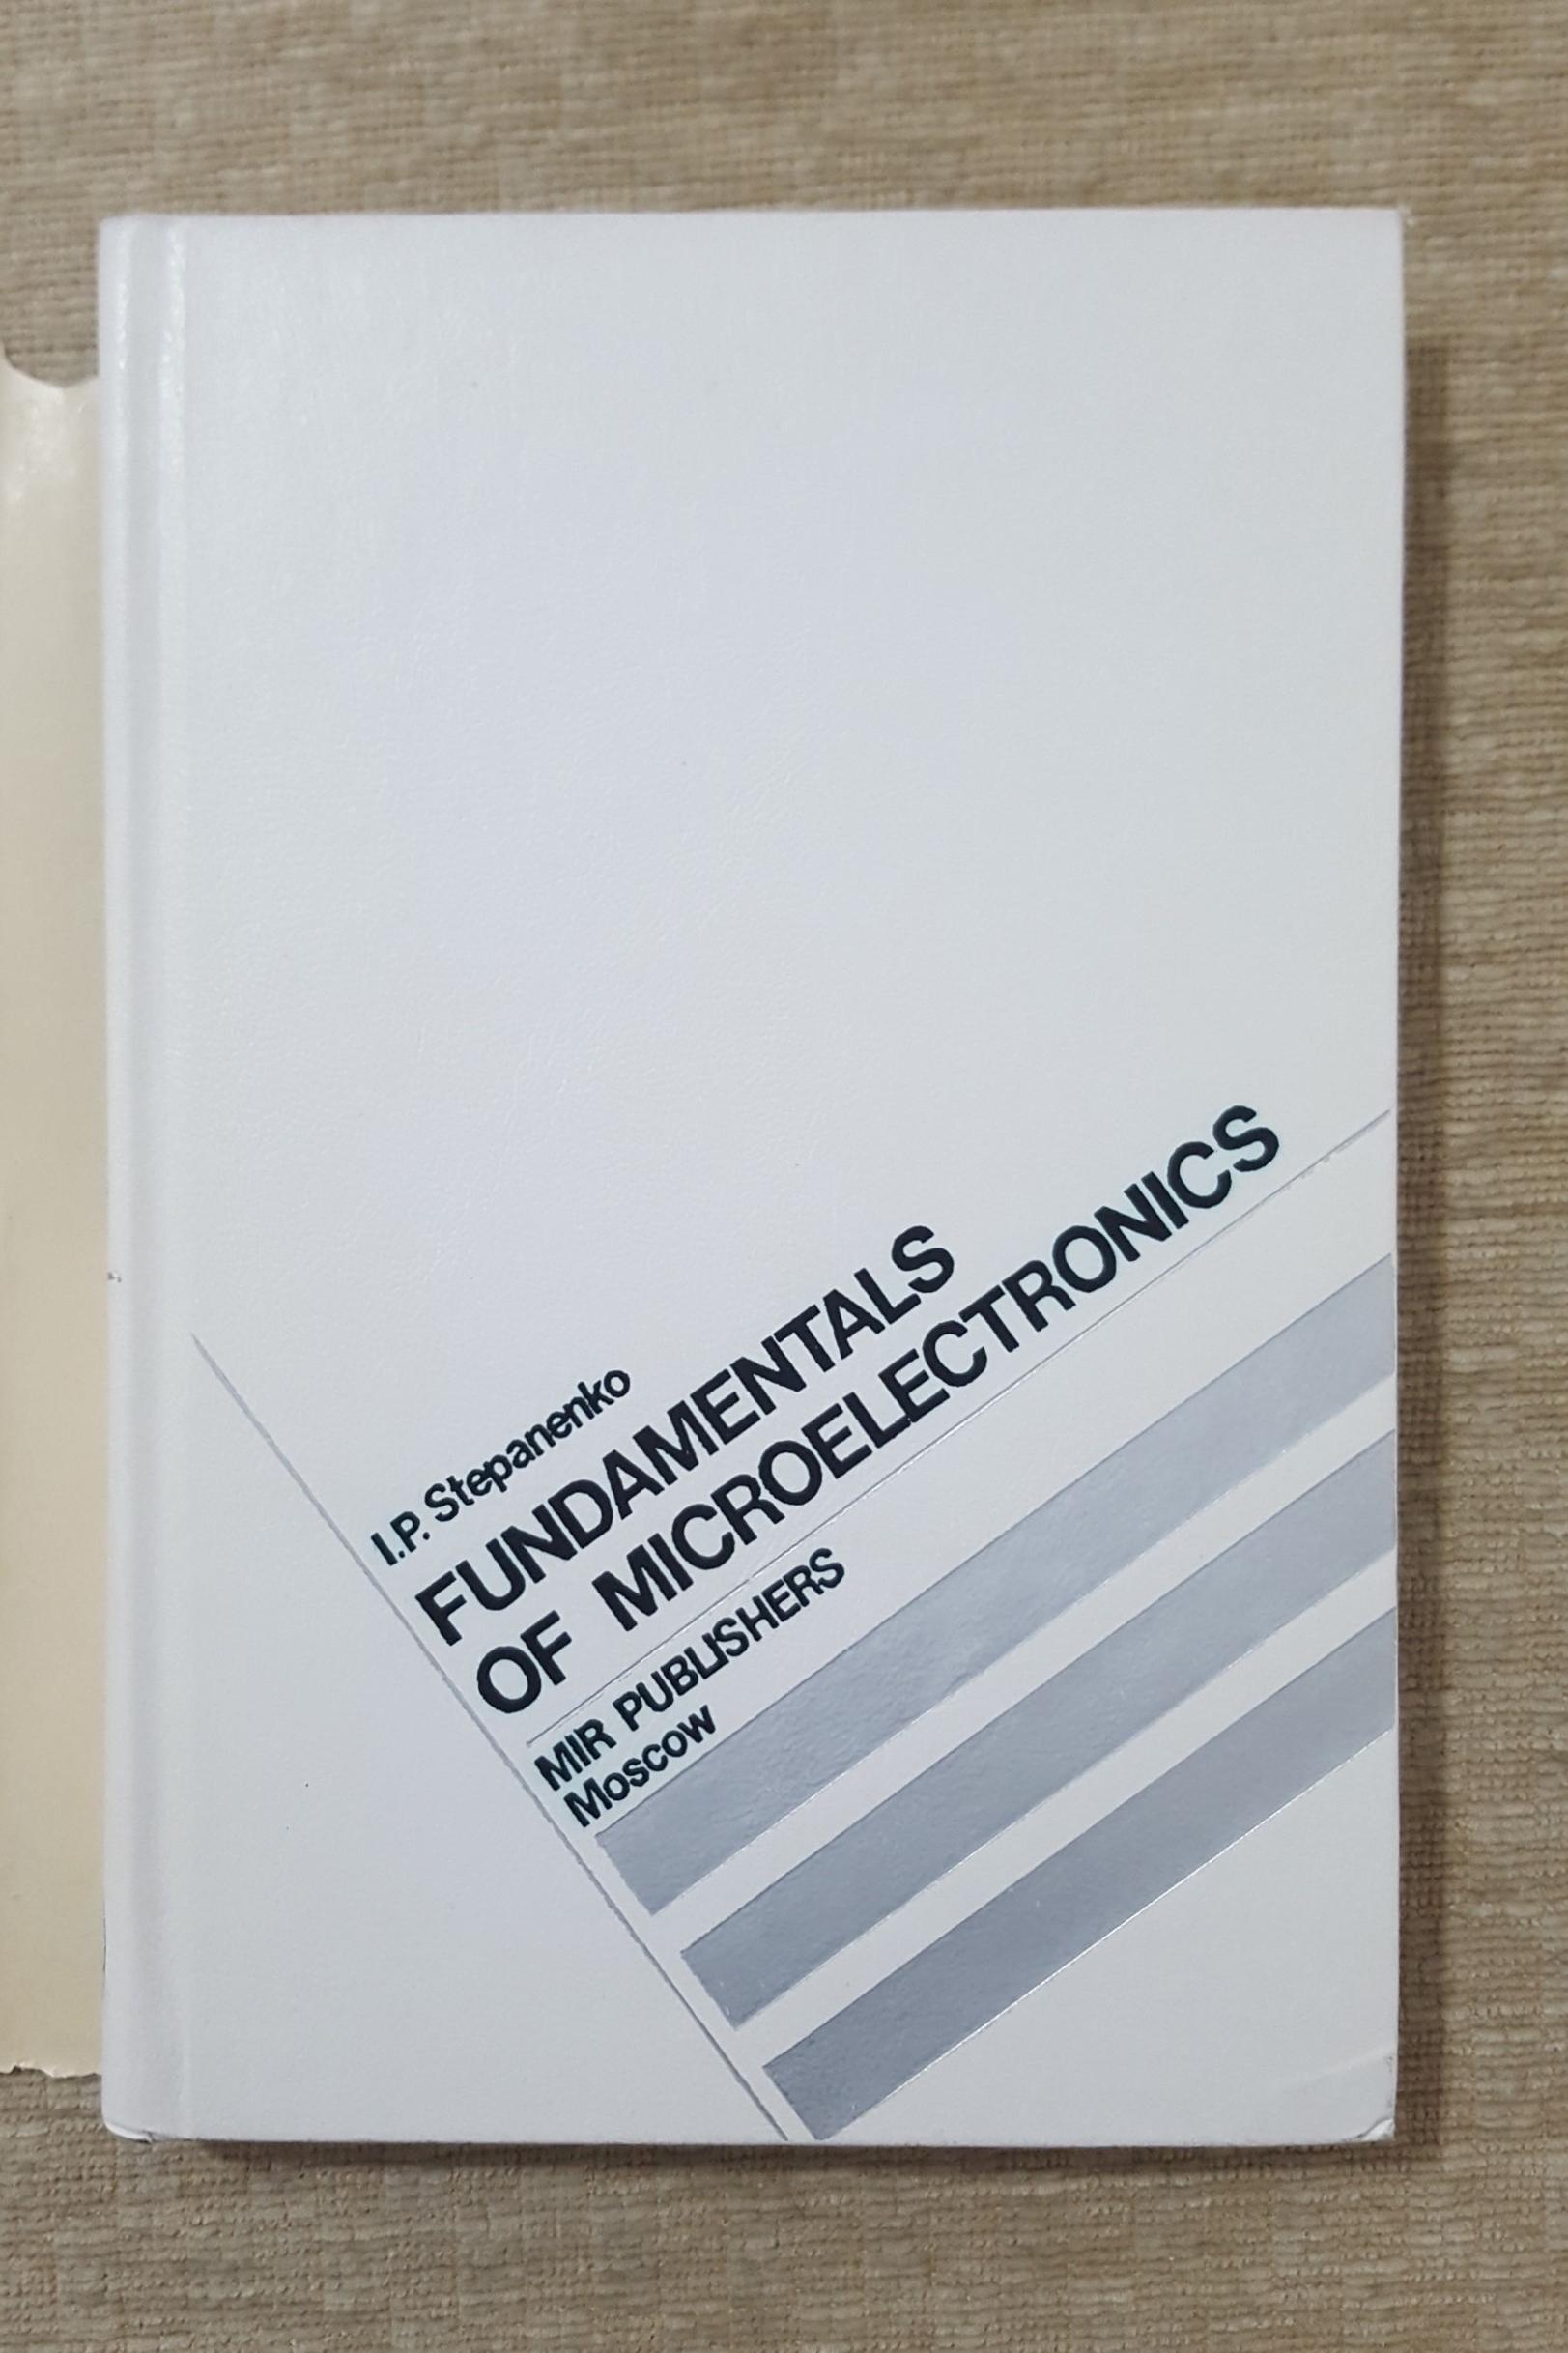 I.P. Stepanenko
FUNDAMENTALS
OF MICROELECTRONICS
MIR PUBLISHERS
Moscow